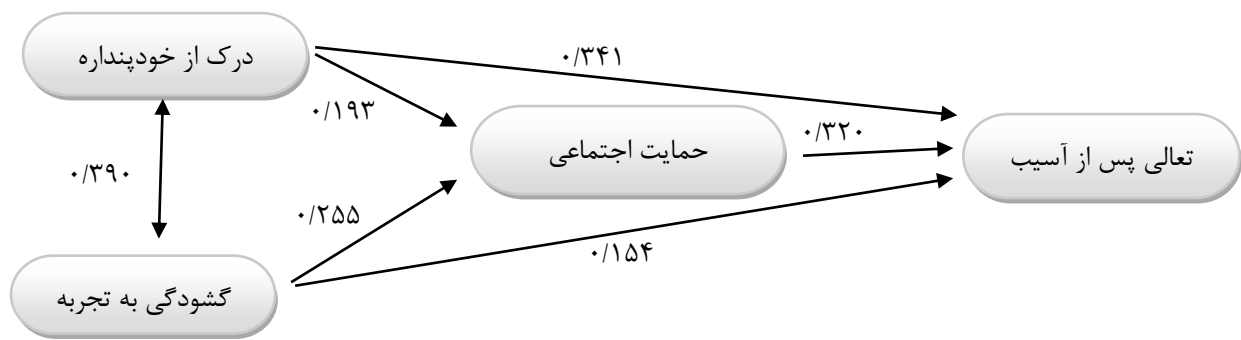 درک از خودپنداره
۰/۳۴۱
۰/۱۹۳
حمایت اجتماعی
۰/۳۲۰
تعالی پس از آسیب
۰/۳۹۰
۰/۲۵۵
۰/۱۵۴
گشودگی به تجربه